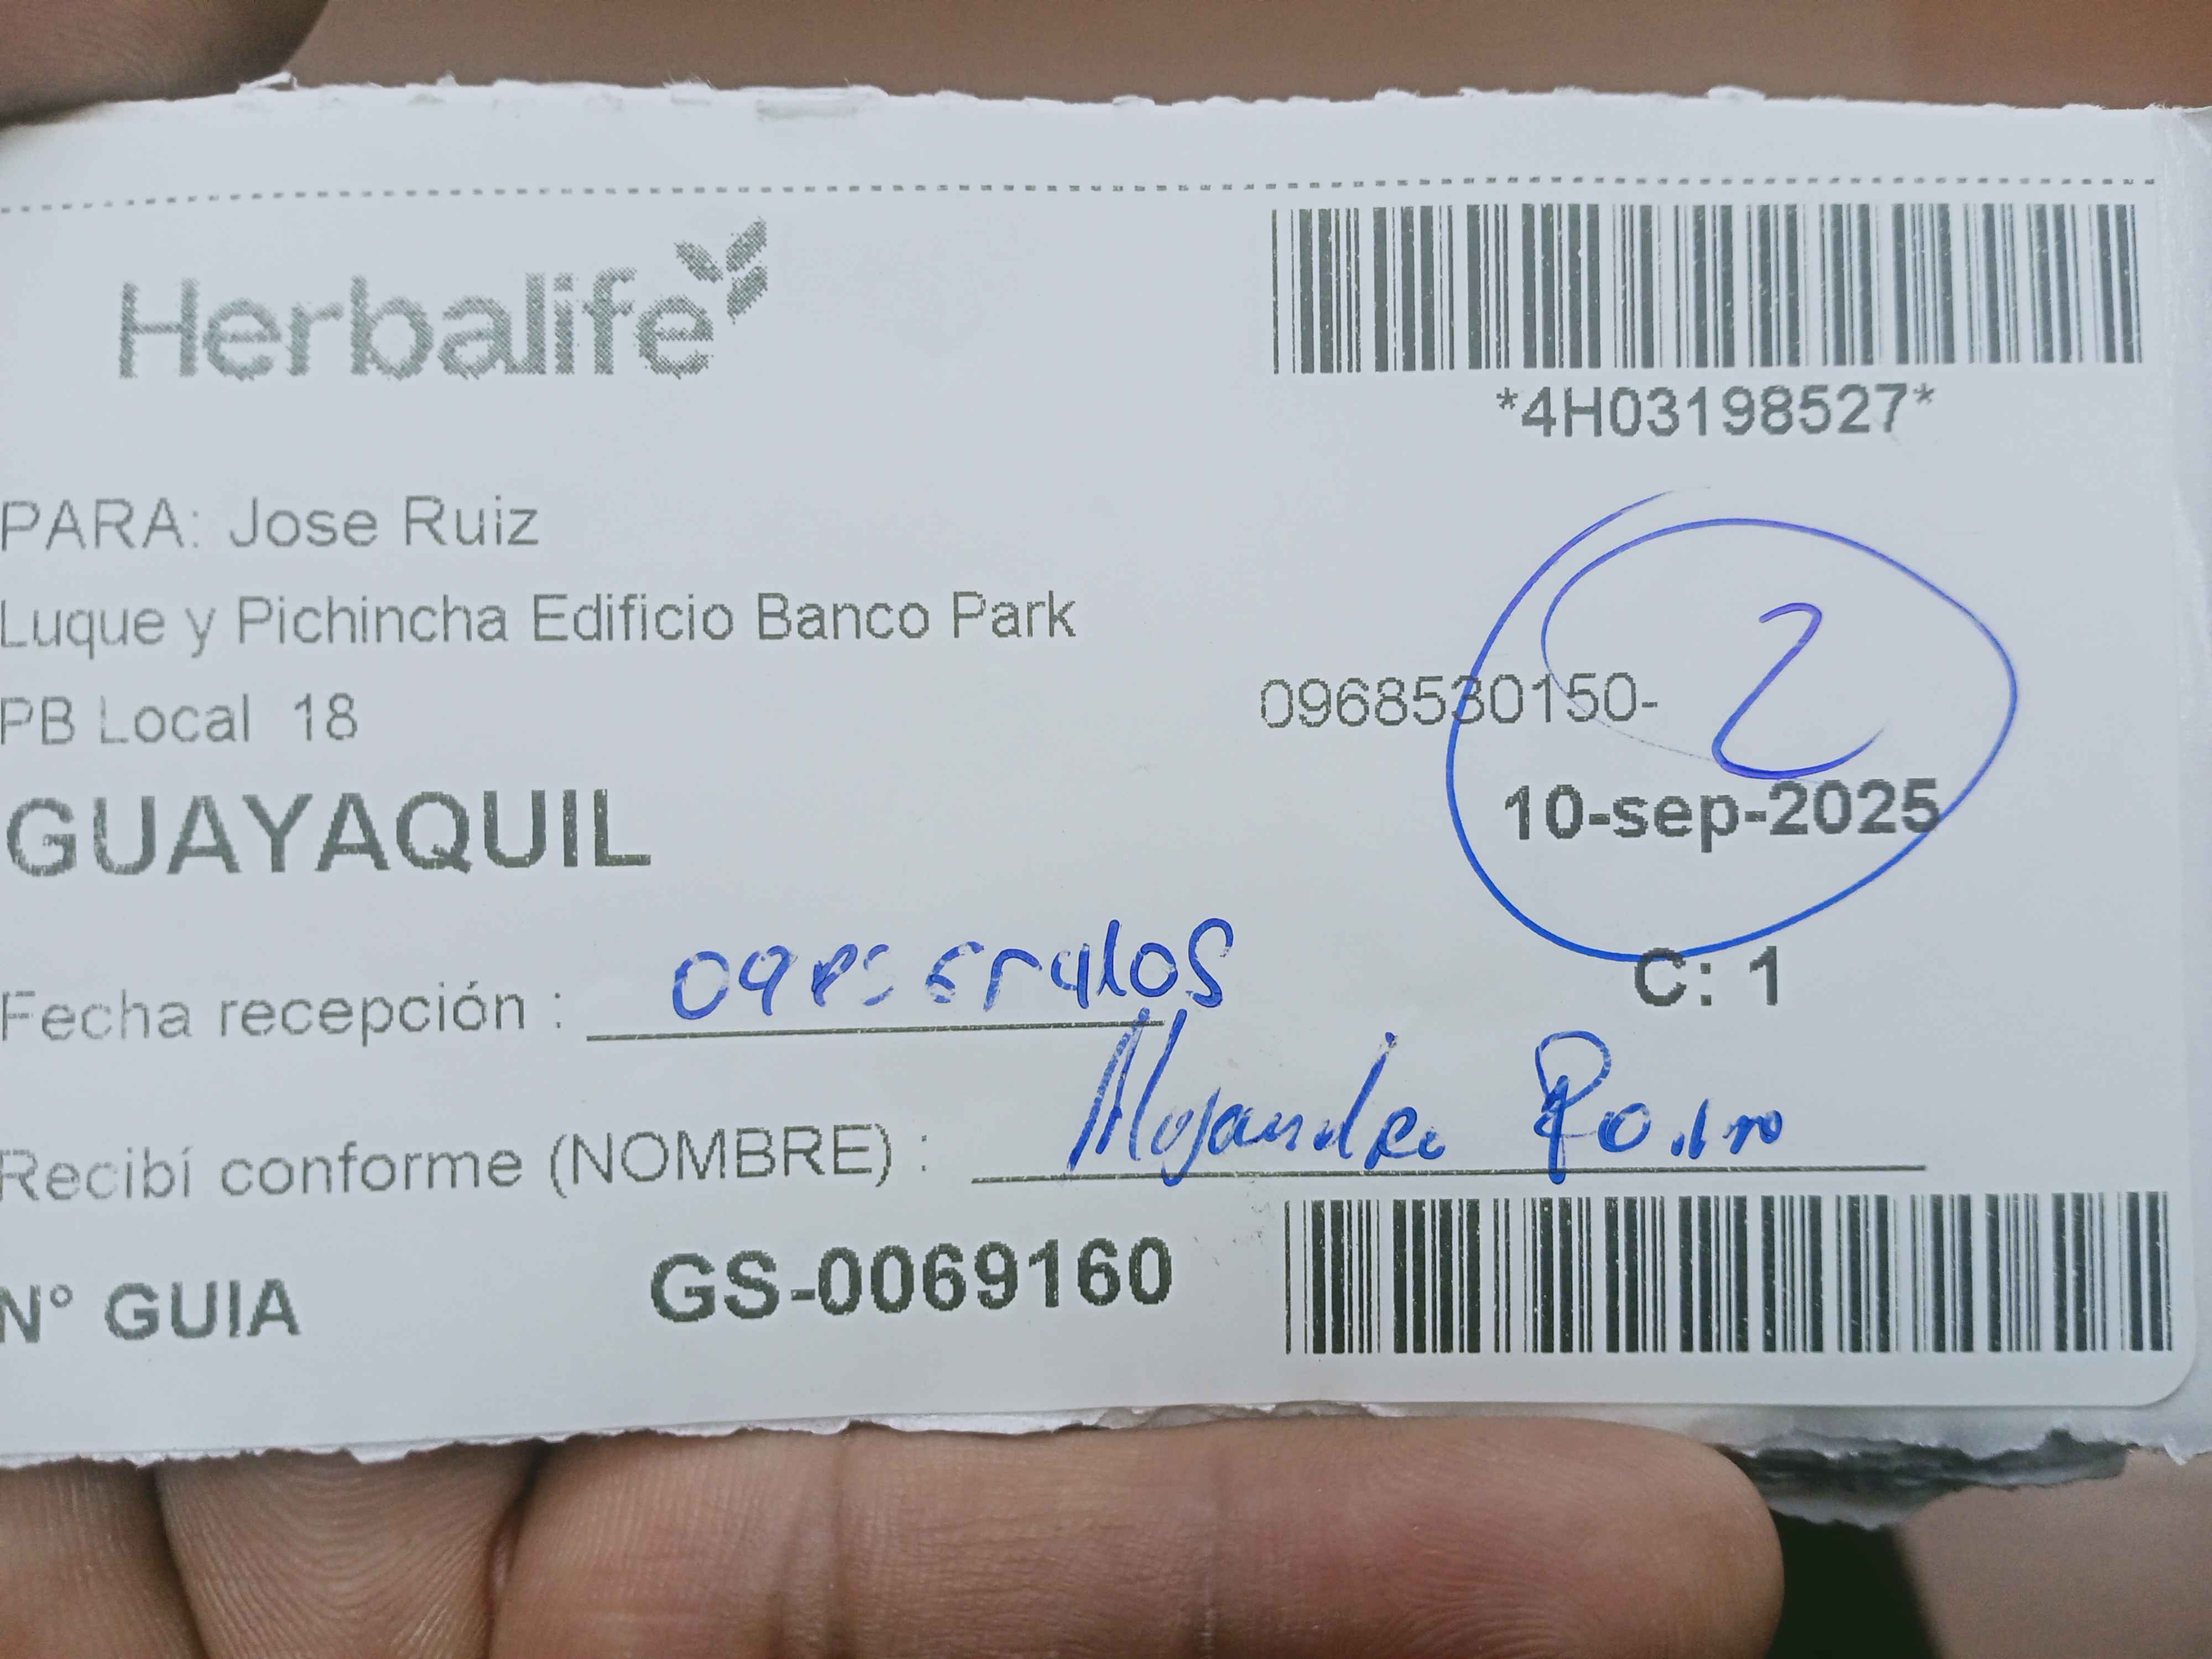 Herbalife
*4H03198527*
PARA: Jose Ruiz
Luque y Pichincha Edificio Banco Park
PB Local 18
0968530150-
2
GUAYAQUIL
10-sep-2025
C: 1
Fecha recepción :
Recibí conforme (NOMBRE) :
N° GUIA GS-0069160